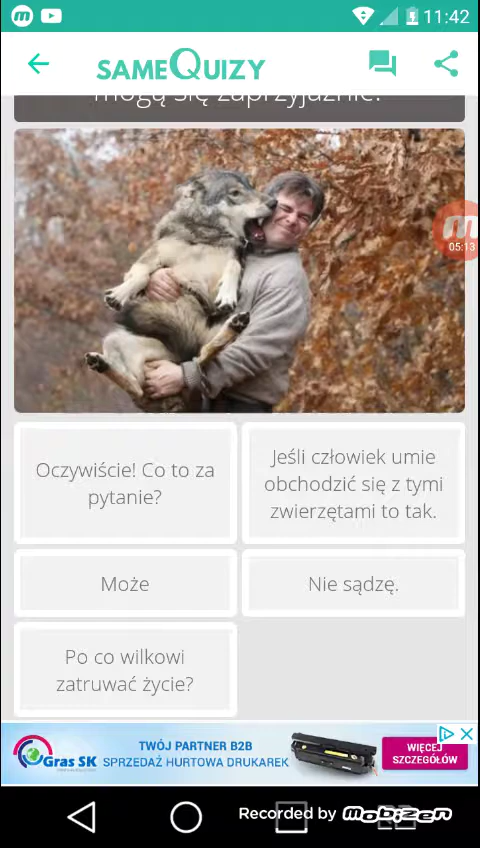 11:42
SAMEQUIZY
mogą się zaprzyjaźnić?
05:13
Oczywiście! Co to za
pytanie?
Jeśli człowiek umie
obchodzić się z tymi
zwierzętami to tak.
Może
Nie sądzę.
Po co wilkowi
zatruwać życie?
Gras SK
TWÓJ PARTNER B2B
SPRZEDAŻ HURTOWA DRUKAREK
WIĘCEJ
SZCZEGÓŁÓW
Recorded by Mobizen